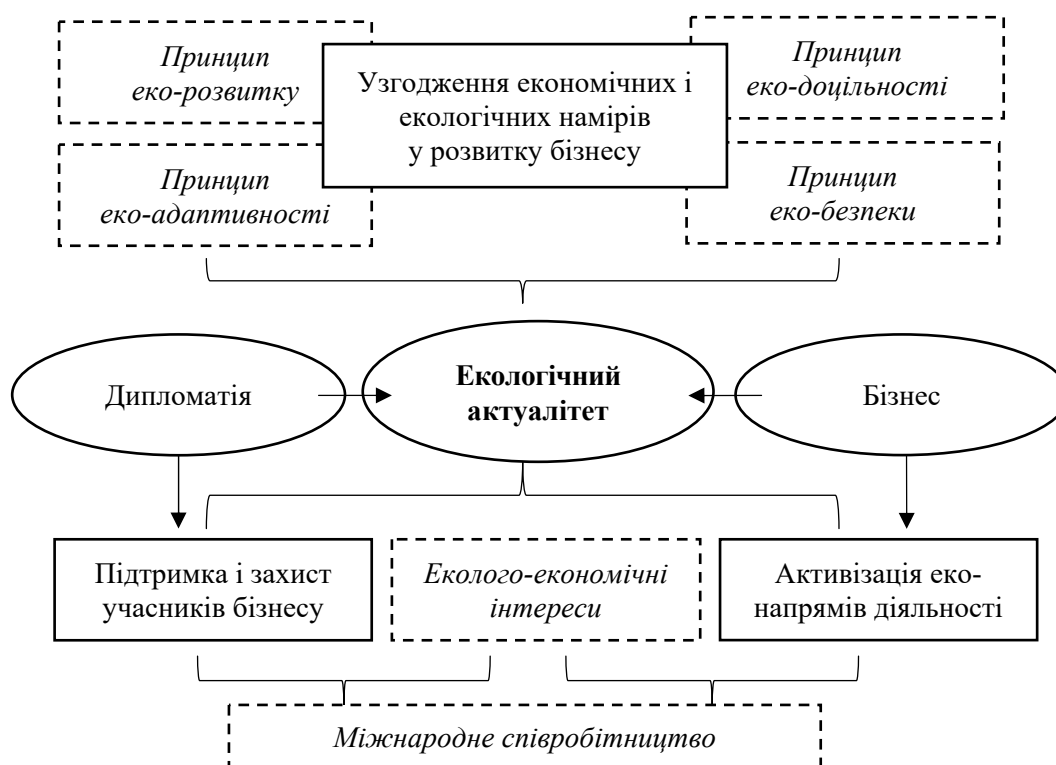 Принцип
еко-розвитку
Узгодження економічних і
екологічних намірів
у розвитку бізнесу
Принцип
еко-доцільності
Принцип
еко-адаптивності
Принцип
еко-безпеки
Дипломатія
Екологічний
актуалітет
Бізнес
Підтримка і захист
учасників бізнесу
Еколого-економічні
інтереси
Активізація еко-
напрямів діяльності
Міжнародне співробітництво